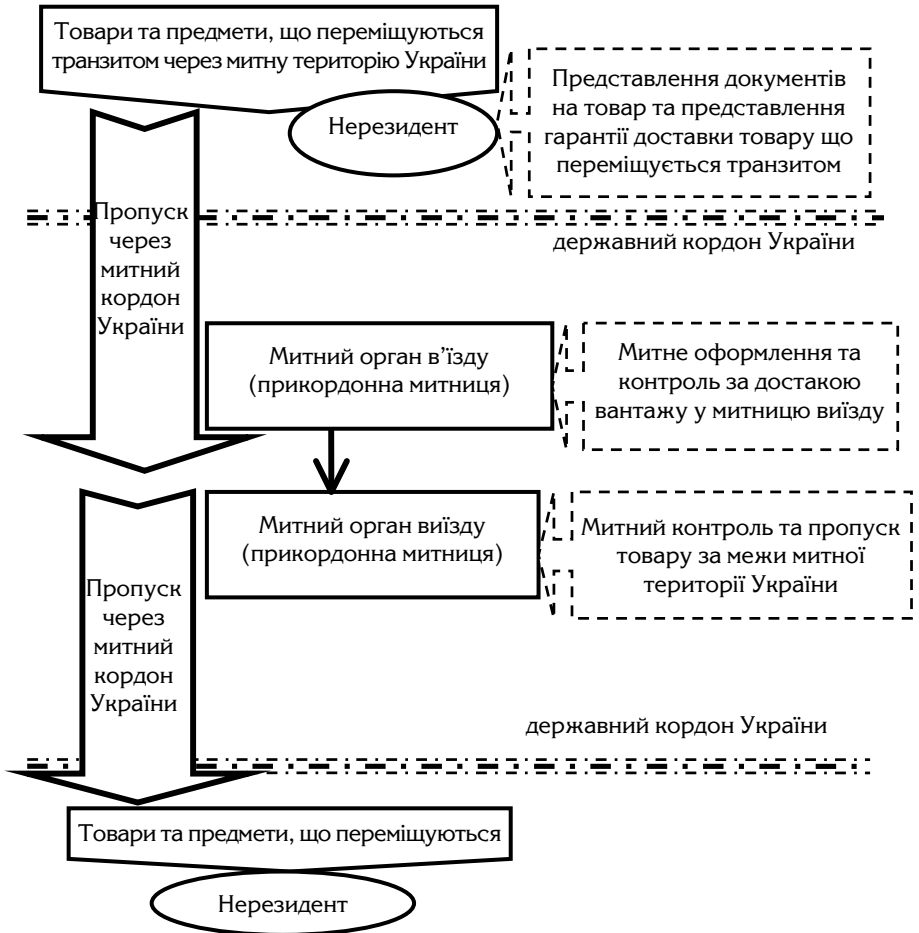 Товари та предмети, що переміщуються
транзитом через митну територію України
Нерезидент
Представлення документів
на товар та представлення
гарантії доставки товару що
переміщується транзитом
Пропуск
через
митний
кордон
України
державний кордон України
Митний орган в’їзду
(прикордонна митниця)
Митне оформлення та
контроль за достакою
вантажу у митницю виїзду
Митний орган виїзду
(прикордонна митниця)
Митний контроль та пропуск
товару за межи митної
території України
Пропуск
через
митний
кордон
України
державний кордон України
Товари та предмети, що переміщуються
Нерезидент